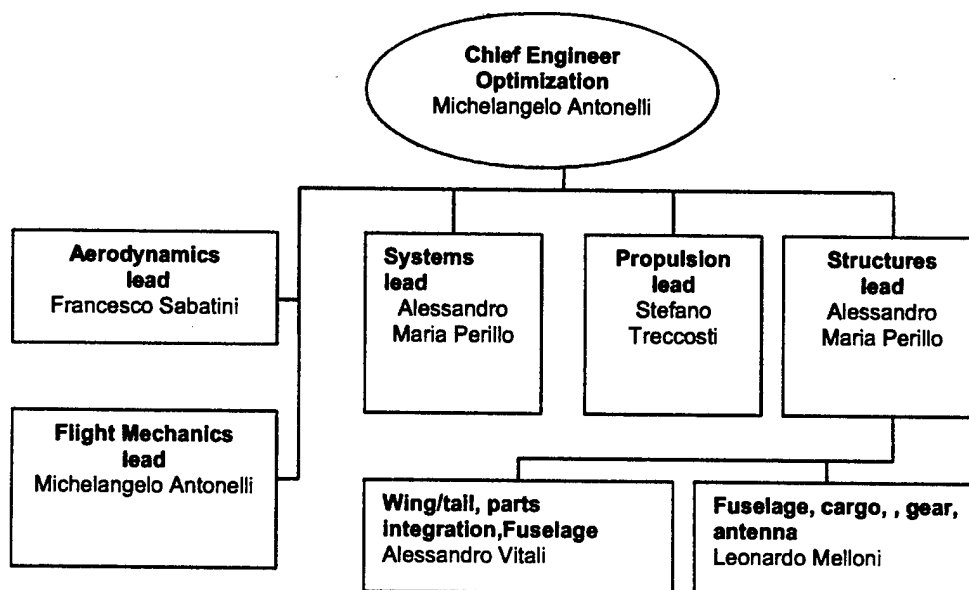 Chief Engineer
Optimization
Michelangelo Antonelli
Aerodynamics
lead
Francesco Sabatini
Systems
lead
Alessandro
Maria Perillo
Propulsion
lead
Stefano
Treccosti
Structures
lead
Alessandro
Maria Perillo
Flight Mechanics
lead
Michelangelo Antonelli
Wing/tail, parts
integration,Fuselage
Alessandro Vitali
Fuselage, cargo, , gear,
antenna
Leonardo Melloni